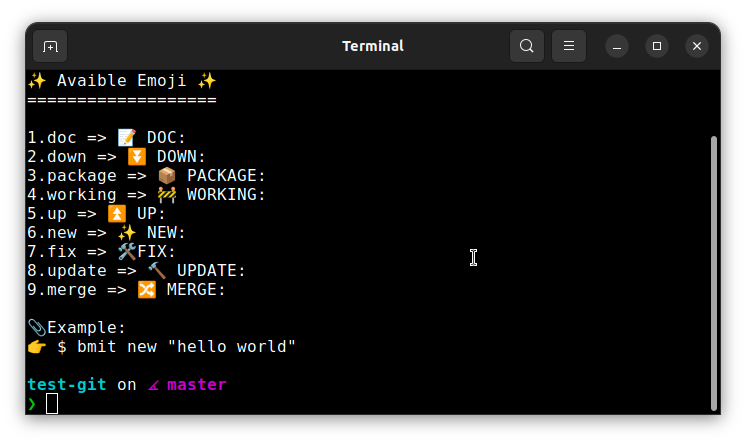 Terminal
✨ Avaible Emoji ✨
===================
1.doc => 📝 DOC:
2.down => ⏬ DOWN:
3.package => 📦 PACKAGE:
4.working => 🚧 WORKING:
5.up => ⏫ UP:
6.new => ✨ NEW:
7.fix => 🛠️FIX:
8.update => 🔨 UPDATE:
9.merge => 🔀 MERGE:
📎Example:
👉 $ bmit new "hello world"
test-git on ⦨ master
❯